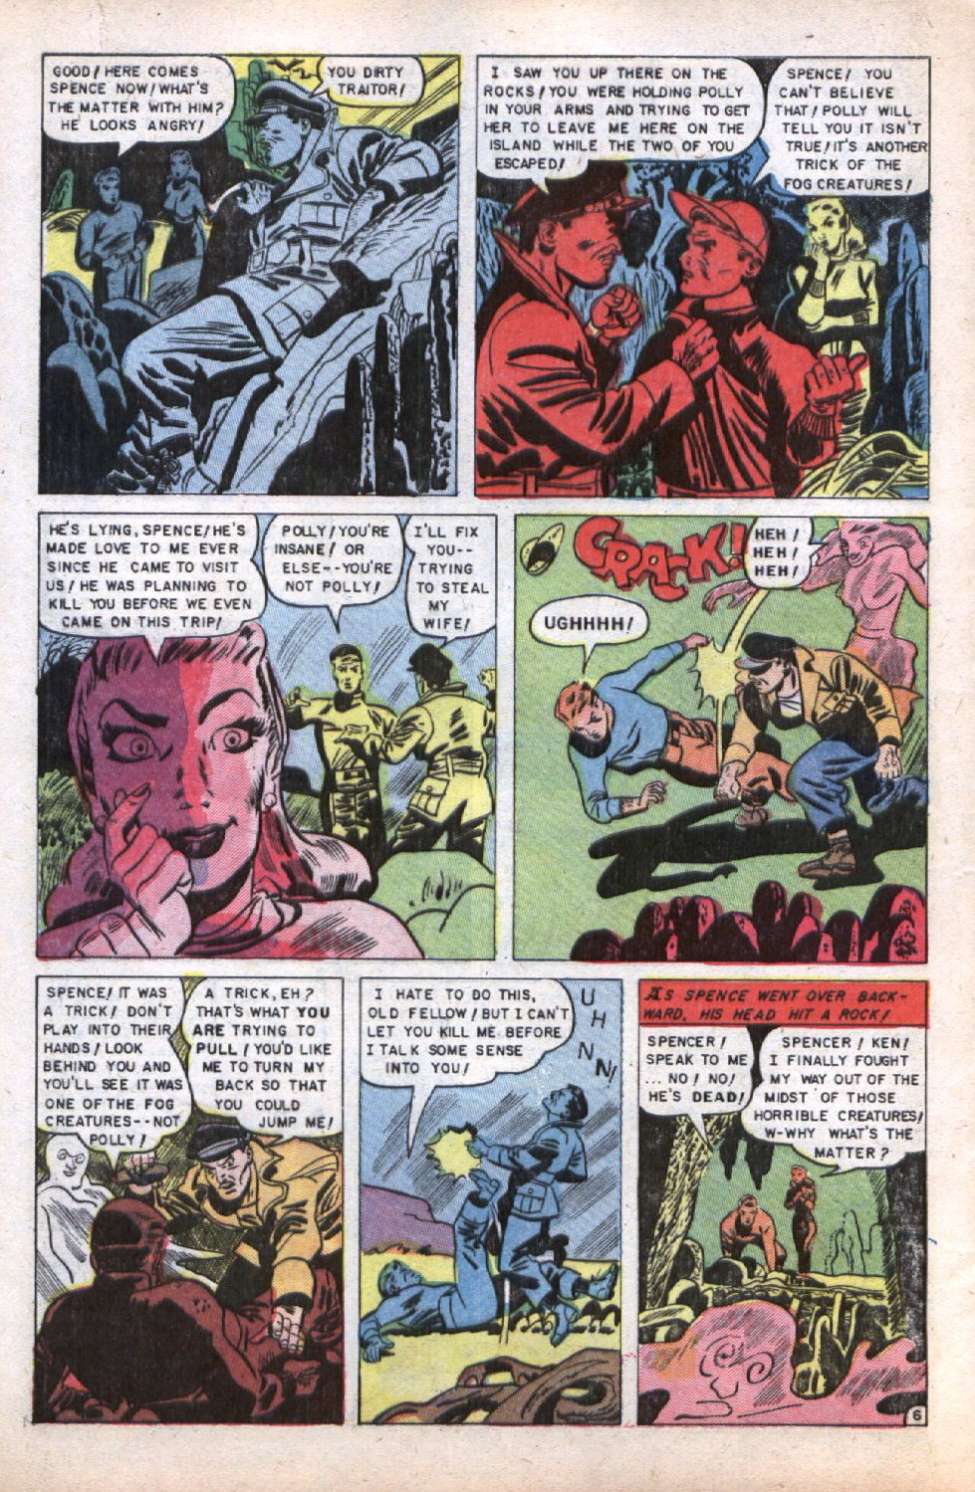 GOOD! HERE COMES
SPENCE NOW! WHAT'S
THE MATTER WITH HIM?
HE LOOKS ANGRY!
YOU DIRTY
TRAITOR!
I SAW YOU UP THERE ON THE
ROCKS! YOU WERE HOLDING POLLY
IN YOUR ARMS AND TRYING TO GET
HER TO LEAVE ME HERE ON THE
ISLAND WHILE THE TWO OF YOU
ESCAPED!
SPENCE! YOU
CAN'T BELIEVE
THAT! POLLY WILL
TELL YOU IT ISN'T
TRUE! IT'S ANOTHER
TRICK OF THE
FOG CREATURES!
HE'S LYING, SPENCE! HE'S
MADE LOVE TO ME EVER
SINCE HE CAME TO VISIT
US! HE WAS PLANNING TO
KILL YOU BEFORE WE EVEN
CAME ON THIS TRIP!
POLLY! YOU'RE
INSANE! OR
ELSE--YOU'RE
NOT POLLY!
I'LL FIX
YOU--
TRYING
TO STEAL
MY
WIFE!
CRA-K!
HEH!
HEH!
HEH!
UGHHHH!
SPENCE! IT WAS
A TRICK! DON'T
PLAY INTO THEIR
HANDS! LOOK
BEHIND YOU AND
YOU'LL SEE IT WAS
ONE OF THE FOG
CREATURES--NOT
POLLY!
A TRICK, EH?
THAT'S WHAT YOU
ARE TRYING TO
PULL! YOU'D LIKE
ME TO TURN MY
BACK SO THAT
YOU COULD
JUMP ME!
I HATE TO DO THIS,
OLD FELLOW! BUT I CAN'T
LET YOU KILL ME BEFORE
I TALK SOME SENSE
INTO YOU!
UHNN!
AS SPENCE WENT OVER BACK-
WARD, HIS HEAD HIT A ROCK!
SPENCER!
SPEAK TO ME
... NO! NO!
HE'S DEAD!
SPENCER! KEN!
I FINALLY FOUGHT
MY WAY OUT OF THE
MIDST OF THOSE
HORRIBLE CREATURES!
W-WHY WHAT'S THE
MATTER?
6